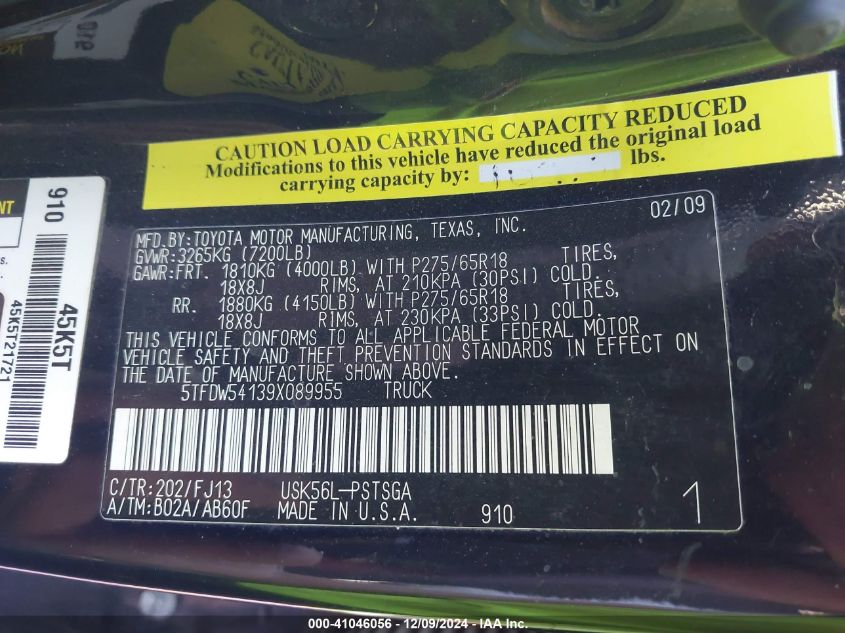 CAUTION LOAD CARRYING CAPACITY REDUCED
Modifications to this vehicle have reduced the original load
carrying capacity by: lbs.
910
45K5T
45K5T21721
02/09
MFD.BY:TOYOTA MOTOR MANUFACTURING, TEXAS, INC.
GVWR:3265KG (7200LB)
GAWR:FRT. 1810KG (4000LB) WITH P275/65R18 TIRES,
18X8J RIMS, AT 210KPA (30PSI) COLD.
RR. 1880KG (4150LB) WITH P275/65R18 TIRES,
18X8J RIMS, AT 230KPA (33PSI) COLD.
THIS VEHICLE CONFORMS TO ALL APPLICABLE FEDERAL MOTOR
VEHICLE SAFETY AND THEFT PREVENTION STANDARDS IN EFFECT ON
THE DATE OF MANUFACTURE SHOWN ABOVE.
5TFDW54139X089955 TRUCK
C/TR:202/FJ13 USK56L-PSTSGA
A/TM:B02A/AB60F MADE IN U.S.A. 910 1
000-41046056 - 12/09/2024 - IAA Inc.